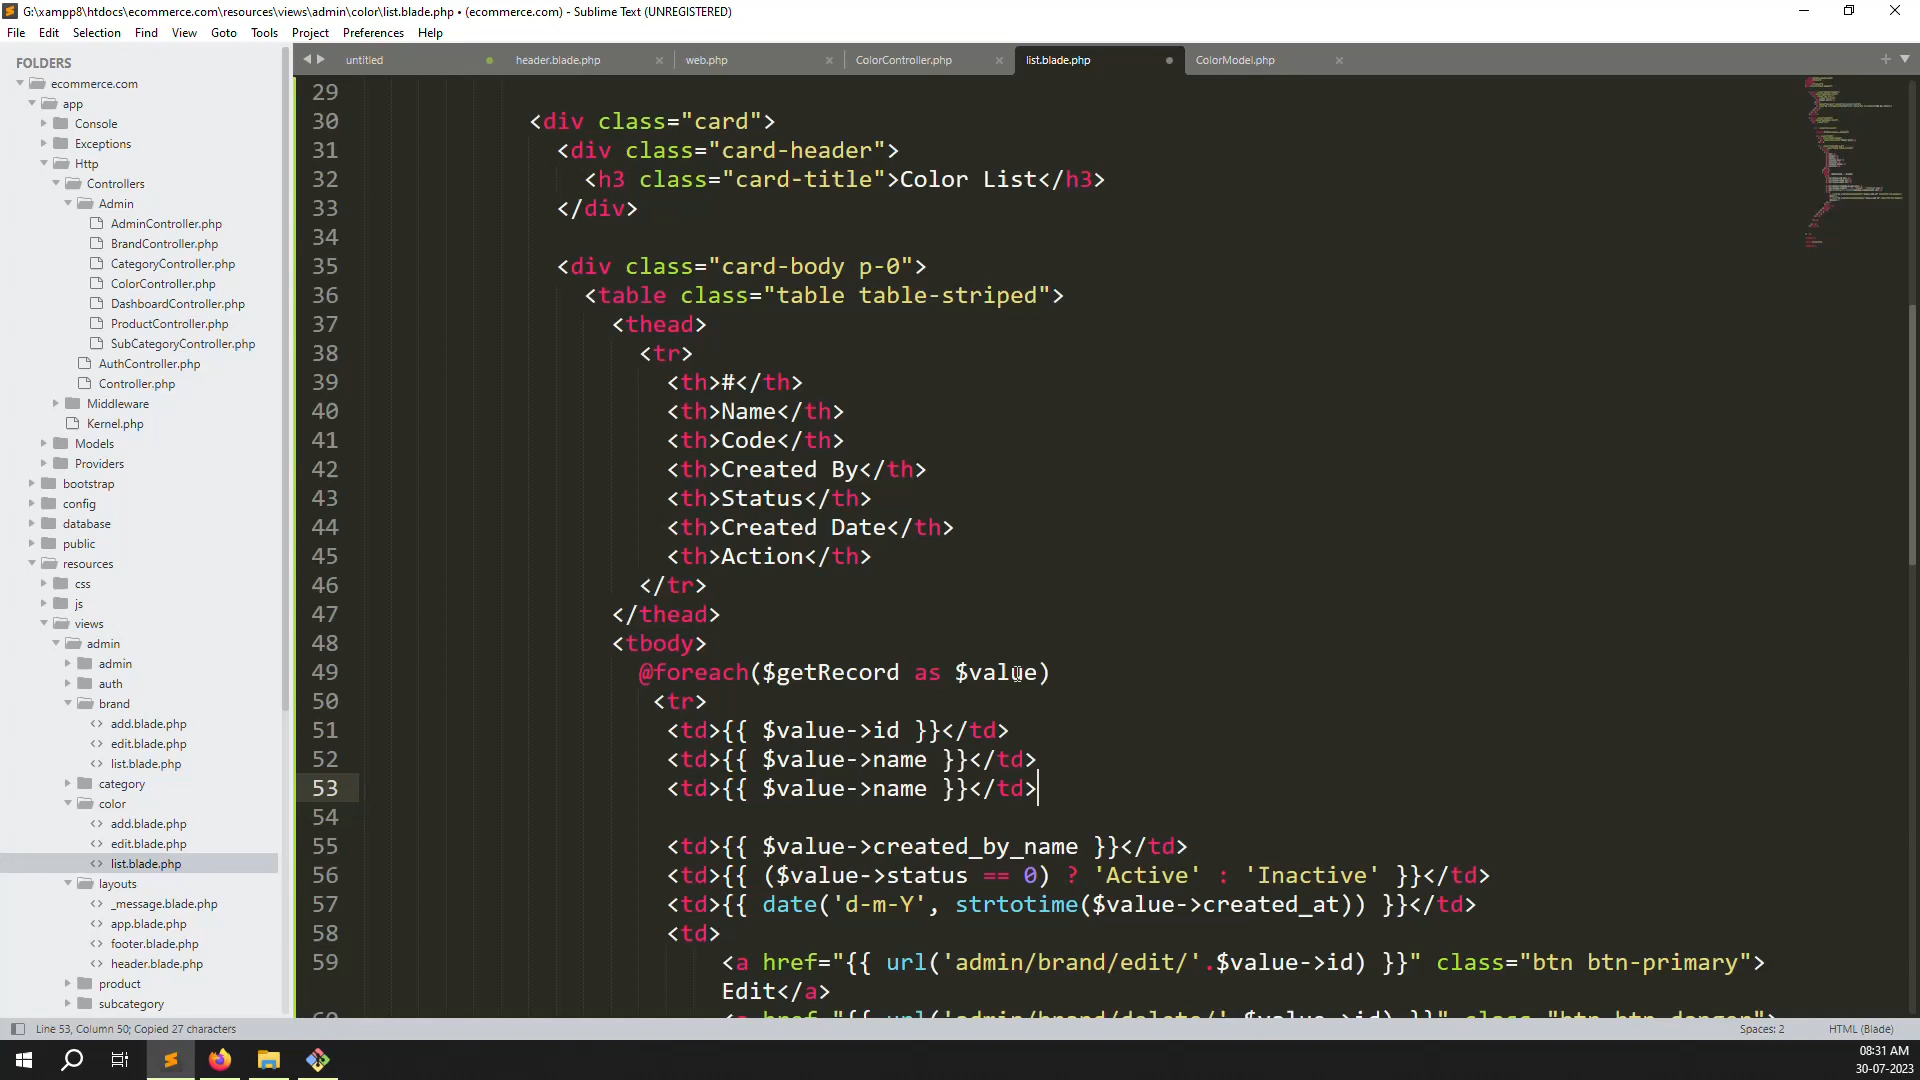 G:\xampp8\htdocs\ecommerce.com\resources\views\admin\color\list.blade.php • (ecommerce.com) - Sublime Text (UNREGISTERED)
File Edit Selection Find View Goto Tools Project Preferences Help
FOLDERS
ecommerce.com
app
Console
Exceptions
Http
Controllers
Admin
AdminController.php
BrandController.php
CategoryController.php
ColorController.php
DashboardController.php
ProductController.php
SubCategoryController.php
AuthController.php
Controller.php
Middleware
Kernel.php
Models
Providers
bootstrap
config
database
public
resources
css
js
views
admin
admin
auth
brand
add.blade.php
edit.blade.php
list.blade.php
category
color
add.blade.php
edit.blade.php
list.blade.php
layouts
_message.blade.php
app.blade.php
footer.blade.php
header.blade.php
product
subcategory
untitled header.blade.php web.php ColorController.php list.blade.php ColorModel.php
29
30 <div class="card">
31 <div class="card-header">
32 <h3 class="card-title">Color List</h3>
33 </div>
34
35 <div class="card-body p-0">
36 <table class="table table-striped">
37 <thead>
38 <tr>
39 <th>#</th>
40 <th>Name</th>
41 <th>Code</th>
42 <th>Created By</th>
43 <th>Status</th>
44 <th>Created Date</th>
45 <th>Action</th>
46 </tr>
47 </thead>
48 <tbody>
49 @foreach($getRecord as $value)
50 <tr>
51 <td>{{ $value->id }}</td>
52 <td>{{ $value->name }}</td>
53 <td>{{ $value->name }}</td>
54
55 <td>{{ $value->created_by_name }}</td>
56 <td>{{ ($value->status == 0) ? 'Active' : 'Inactive' }}</td>
57 <td>{{ date('d-m-Y', strtotime($value->created_at)) }}</td>
58 <td>
59 <a href="{{ url('admin/brand/edit/'.$value->id) }}" class="btn btn-primary">
Edit</a>
60 <a href="{{ url('admin/brand/delete/'.$value->id) }}" class="btn btn-danger">
Line 53, Column 50; Copied 27 characters
Spaces: 2
HTML (Blade)
08:31 AM
30-07-2023